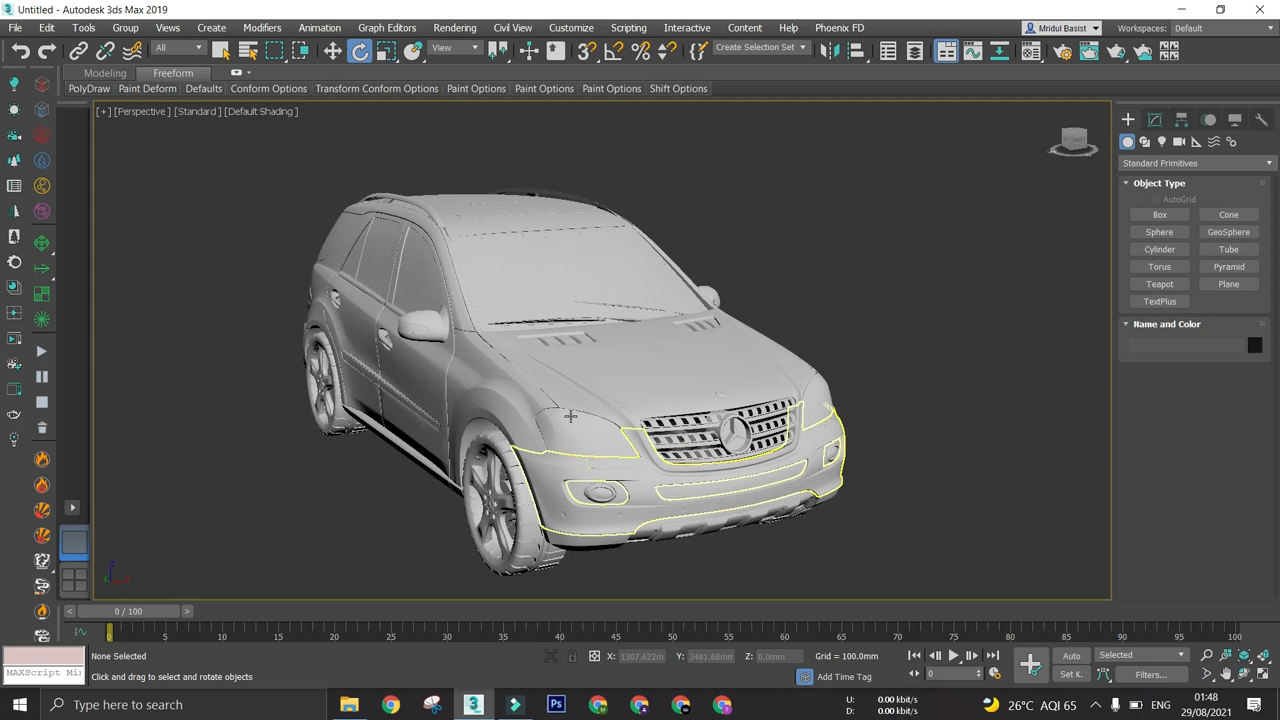 Untitled - Autodesk 3ds Max 2019
File Edit Tools Group Views Create Modifiers Animation Graph Editors Rendering Civil View Customize Scripting Interactive Content Arnold Help Phoenix FD
Mridul Basist Workspaces: Default
All View Create Selection Set
Modeling Freeform
PolyDraw Paint Deform Defaults Conform Options Transform Conform Options Paint Options Paint Options Paint Options Shift Options
[+] [Perspective ] [Standard ] [Default Shading ]
Standard Primitives
Object Type
AutoGrid
Box Cone
Sphere GeoSphere
Cylinder Tube
Torus Pyramid
Teapot Plane
TextPlus
Name and Color
0 / 100
0 5 10 15 20 25 30 35 40 45 50 55 60 65 70 75 80 85 90 95 100
None Selected X: 1307.622m Y: 3481.68mm Z: 0.0mm Grid = 100.0mm Auto Selected
MAXScript Mi Click and drag to select and rotate objects Add Time Tag 0 Set K. Filters...
Type here to search
U: 0.00 kbit/s
D: 0.00 kbit/s
26°C AQI 65 ENG 01:48
29/08/2021